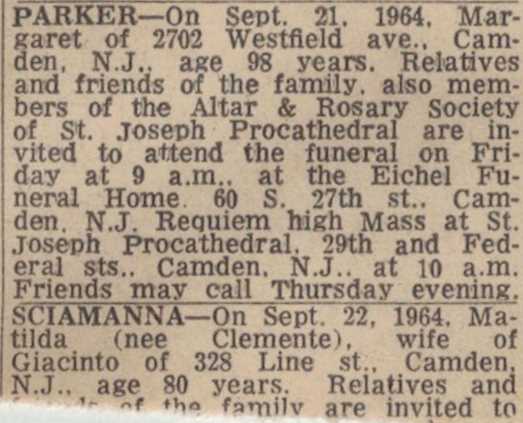 PARKER—On Sept. 21, 1964, Mar-
garet of 2702 Westfield ave., Cam-
den, N.J., age 98 years. Relatives
and friends of the family, also mem-
bers of the Altar & Rosary Society
of St. Joseph Procathedral are in-
vited to attend the funeral on Fri-
day at 9 a.m., at the Eichel Fu-
neral Home, 60 S. 27th st., Cam-
den, N.J. Requiem high Mass at St.
Joseph Procathedral, 29th and Fed-
eral sts., Camden, N.J., at 10 a.m.
Friends may call Thursday evening.
SCIAMANNA—On Sept. 22, 1964, Ma-
tilda (nee Clemente), wife of
Giacinto of 328 Line st., Camden,
N.J., age 80 years. Relatives and
of the family are invited to